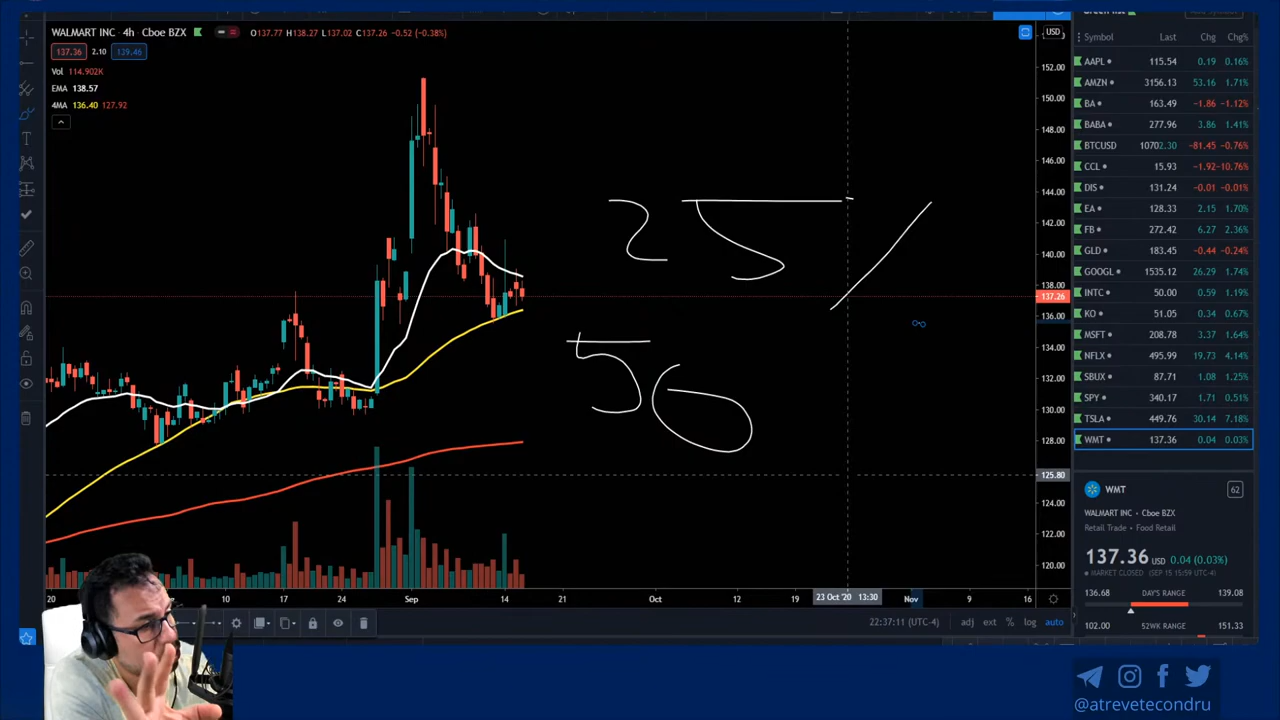 WALMART INC · 4h · Cboe BZX O137.77 H138.27 L137.02 C137.26 −0.52 (−0.38%)
137.36 2.10 139.46
Vol 114.902K
EMA 138.57
4MA 136.40 127.92
USD
152.00
150.00
148.00
146.00
144.00
142.00
140.00
138.00
137.26
136.00
134.00
132.00
130.00
128.00
125.80
124.00
122.00
120.00
25/
56
20 10 17 24 Sep 14 21 Oct 12 19 23 Oct '20 13:30 Nov 9 16
22:37:11 (UTC-4) adj ext % log auto
Symbol Last Chg Chg%
AAPL 115.54 0.19 0.16%
AMZN 3156.13 53.16 1.71%
BA 163.49 −1.86 −1.12%
BABA 277.96 3.86 1.41%
BTCUSD 10702.30 −81.45 −0.76%
CCL 15.93 −1.92 −10.76%
DIS 131.24 −0.01 −0.01%
EA 128.33 2.15 1.70%
FB 272.42 6.27 2.36%
GLD 183.45 −0.44 −0.24%
GOOGL 1535.12 26.29 1.74%
INTC 50.00 0.59 1.19%
KO 51.05 0.34 0.67%
MSFT 208.78 3.37 1.64%
NFLX 495.99 19.73 4.14%
SBUX 87.71 1.08 1.25%
SPY 340.17 1.71 0.51%
TSLA 449.76 30.14 7.18%
WMT 137.36 0.04 0.03%
WMT 62
WALMART INC · Cboe BZX
Retail Trade · Food Retail
137.36 USD 0.04 (0.03%)
MARKET CLOSED (SEP 15 15:59 UTC-4)
136.68 DAY'S RANGE 139.08
102.00 52WK RANGE 151.33
@atrevetecondru